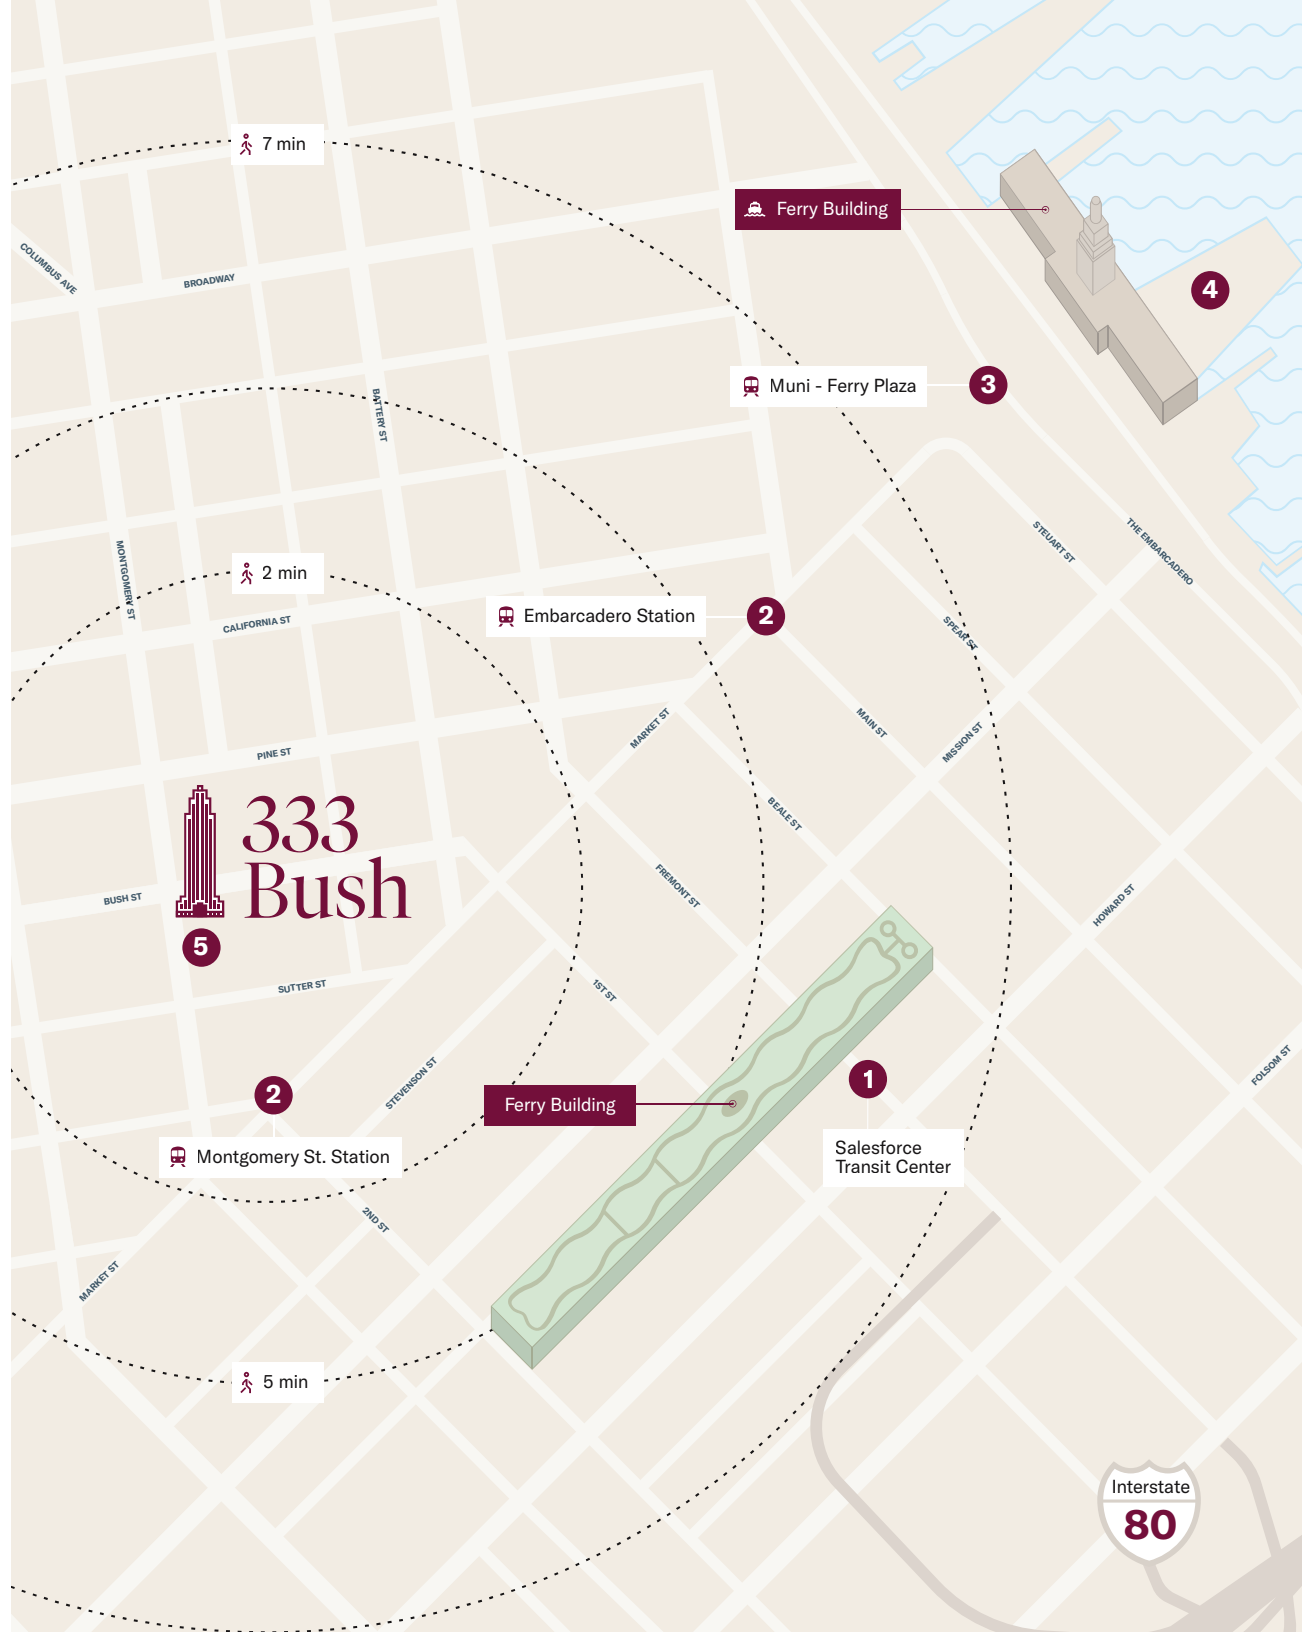 7 min
Ferry Building
COLUMBUS AVE
BROADWAY
4
Muni - Ferry Plaza
3
BATTERY ST
STEUART ST
THE EMBARCADERO
MONTGOMERY ST
2 min
CALIFORNIA ST
Embarcadero Station
2
SPEAR ST
MARKET ST
MAIN ST
MISSION ST
PINE ST
333
Bush
BEALE ST
BUSH ST
FREMONT ST
HOWARD ST
5
SUTTER ST
1ST ST
STEVENSON ST
FOLSOM ST
2
Ferry Building
1
Montgomery St. Station
Salesforce
Transit Center
2ND ST
MARKET ST
5 min
Interstate
80